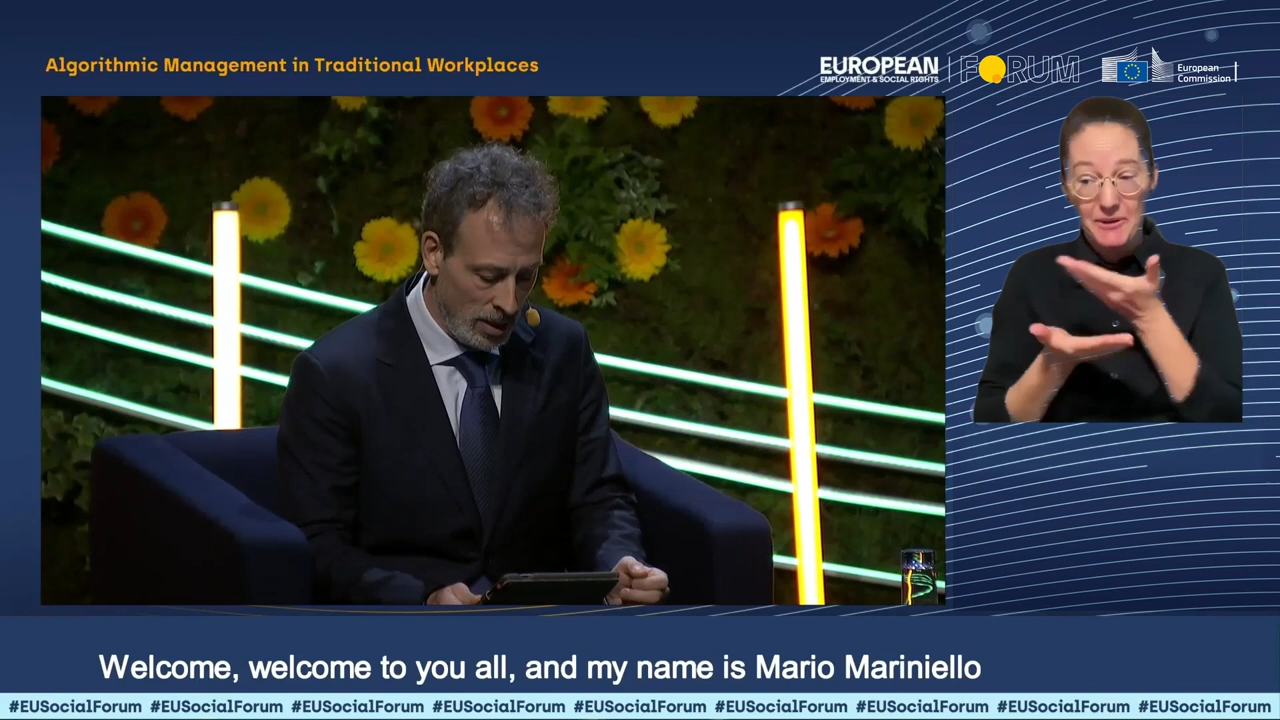 Algorithmic Management in Traditional Workplaces
EUROPEAN
EMPLOYMENT & SOCIAL RIGHTS
FORUM
European
Commission
Welcome, welcome to you all, and my name is Mario Mariniello
#EUSocialForum #EUSocialForum #EUSocialForum #EUSocialForum #EUSocialForum #EUSocialForum #EUSocialForum #EUSocialForum #EUSocialForum